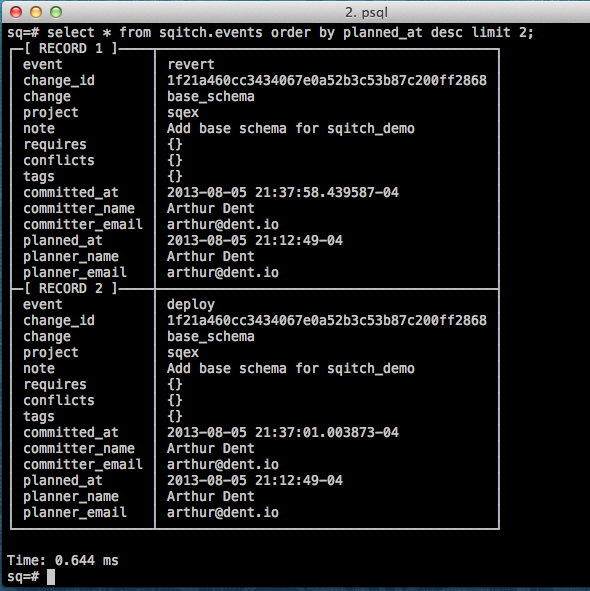 2. psql
sq=# select * from sqitch.events order by planned_at desc limit 2;
[ RECORD 1 ]
event | revert
change_id | 1f21a460cc3434067e0a52b3c53b87c200ff2868
change | base_schema
project | sqex
note | Add base schema for sqitch_demo
requires | {}
conflicts | {}
tags | {}
committed_at | 2013-08-05 21:37:58.439587-04
committer_name | Arthur Dent
committer_email | arthur@dent.io
planned_at | 2013-08-05 21:12:49-04
planner_name | Arthur Dent
planner_email | arthur@dent.io
[ RECORD 2 ]
event | deploy
change_id | 1f21a460cc3434067e0a52b3c53b87c200ff2868
change | base_schema
project | sqex
note | Add base schema for sqitch_demo
requires | {}
conflicts | {}
tags | {}
committed_at | 2013-08-05 21:37:01.003873-04
committer_name | Arthur Dent
committer_email | arthur@dent.io
planned_at | 2013-08-05 21:12:49-04
planner_name | Arthur Dent
planner_email | arthur@dent.io
Time: 0.644 ms
sq=#